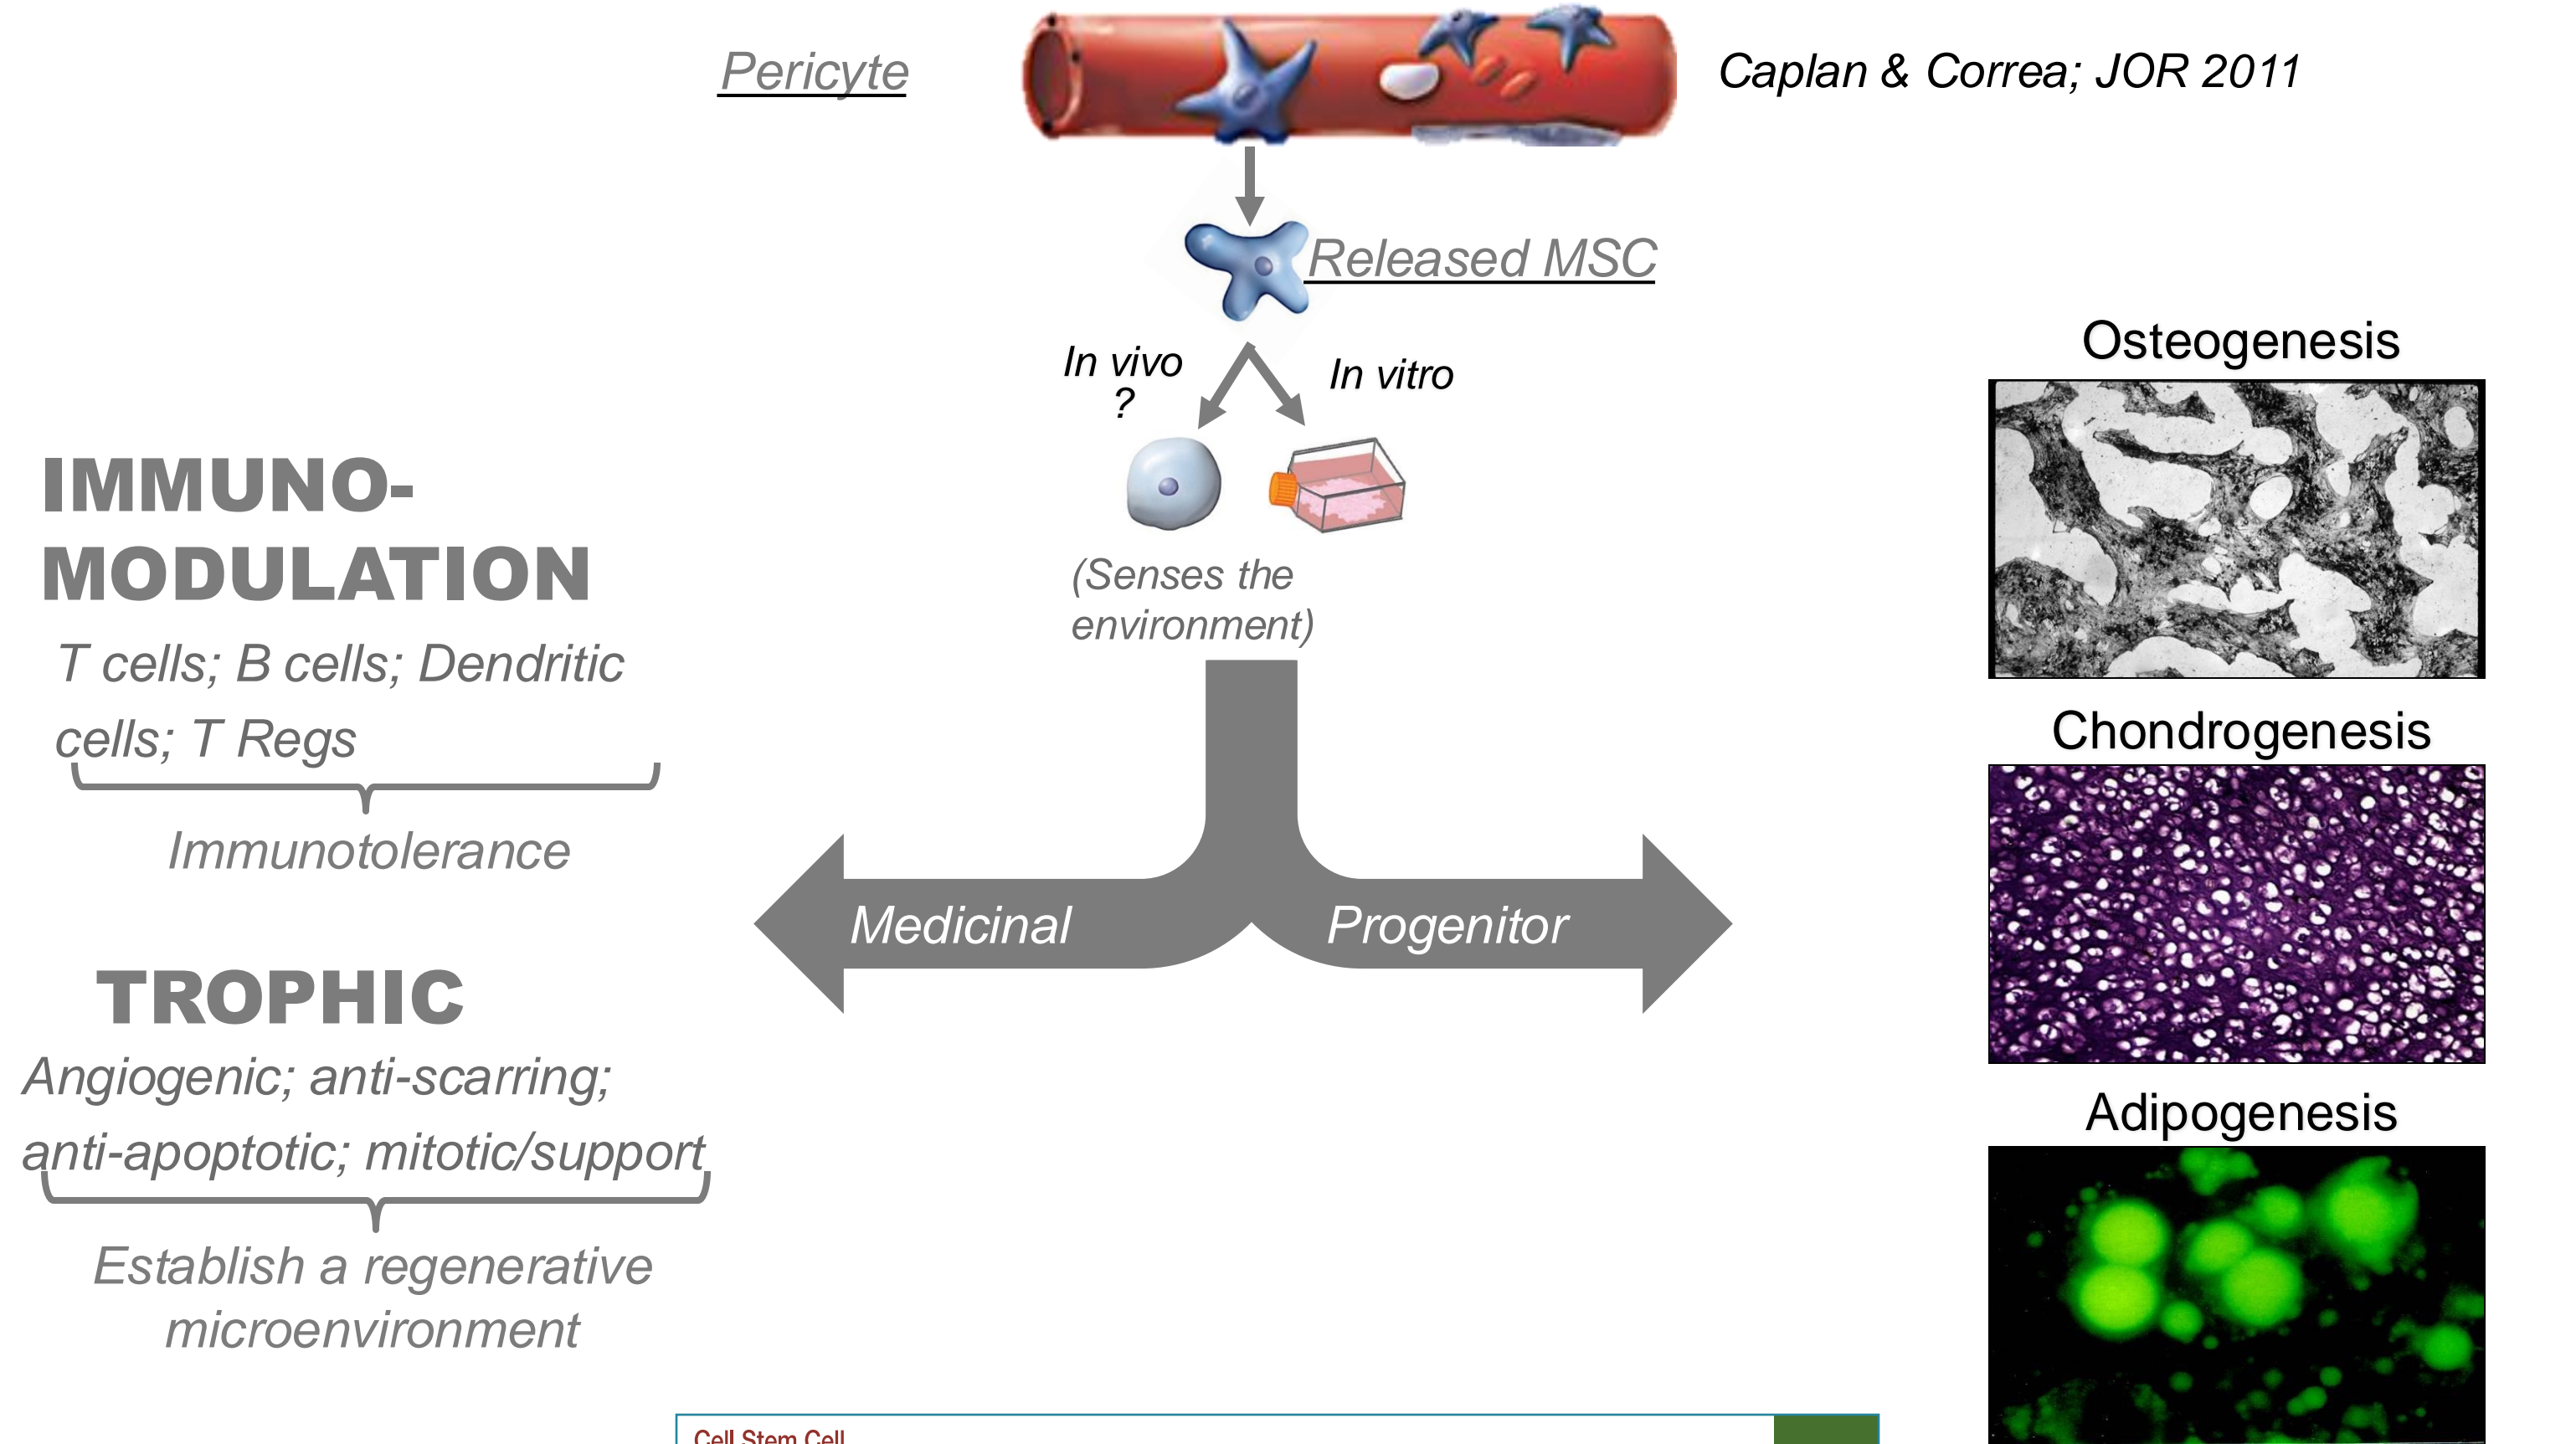 Pericyte
Caplan & Correa; JOR 2011
Released MSC
In vivo
?
In vitro
(Senses the
environment)
IMMUNO-
MODULATION
T cells; B cells; Dendritic
cells; T Regs
Immunotolerance
TROPHIC
Angiogenic; anti-scarring;
anti-apoptotic; mitotic/support
Establish a regenerative
microenvironment
Medicinal
Progenitor
Osteogenesis
Chondrogenesis
Adipogenesis
Cell Stem Cell